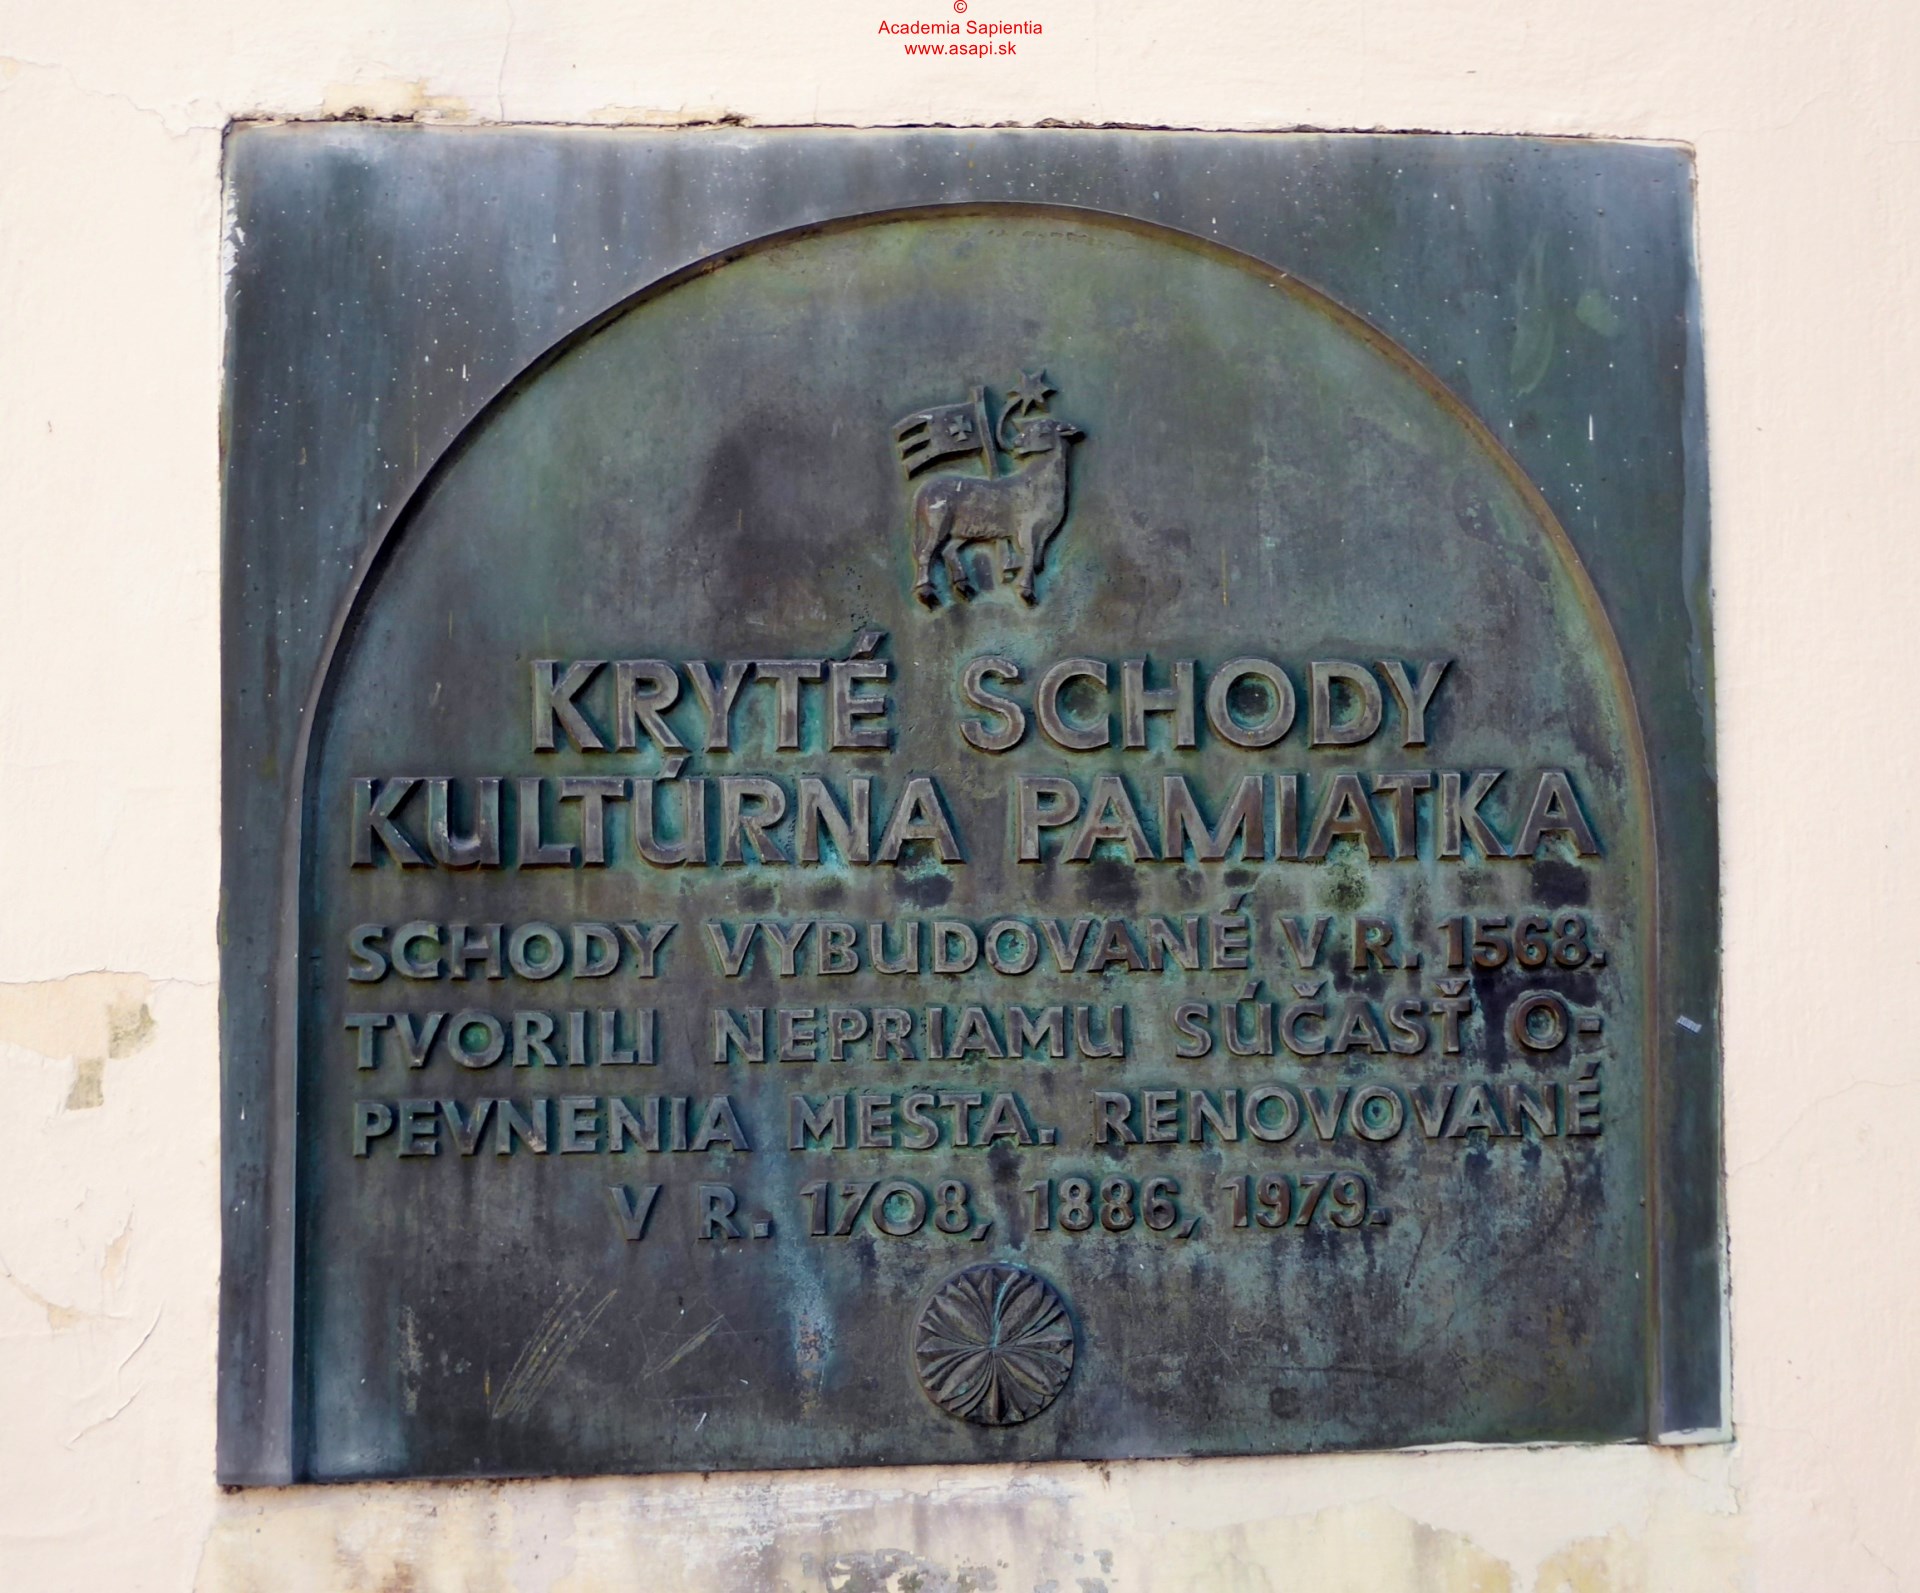 ©
Academia Sapientia
www.asapi.sk
KRYTÉ SCHODY
KULTÚRNA PAMIATKA
SCHODY VYBUDOVANÉ V R. 1568.
TVORILI NEPRIAMU SÚČASŤ O-
PEVNENIA MESTA. RENOVOVANÉ
V R. 1708, 1886, 1979.